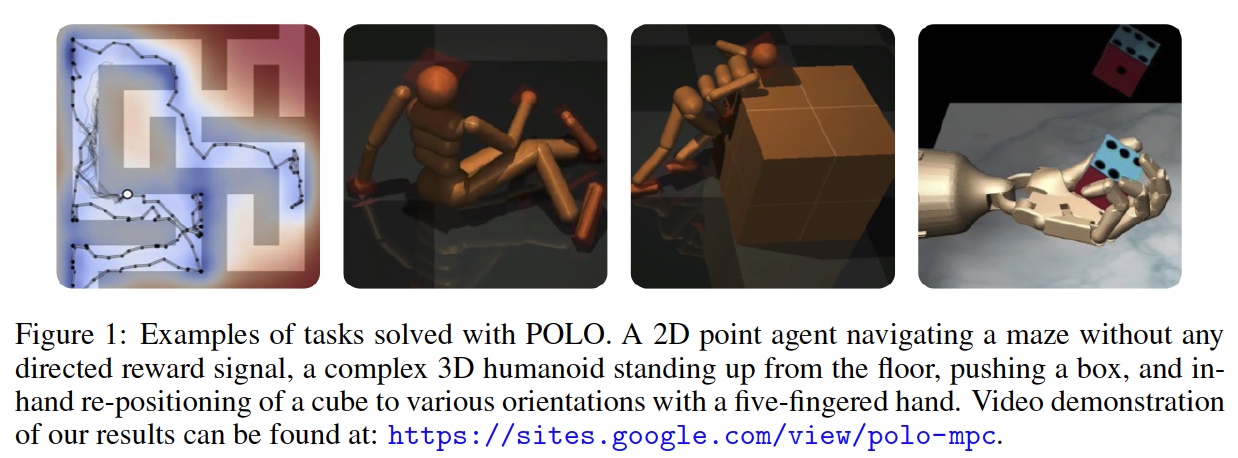 Figure 1: Examples of tasks solved with POLO. A 2D point agent navigating a maze without any
directed reward signal, a complex 3D humanoid standing up from the floor, pushing a box, and in-
hand re-positioning of a cube to various orientations with a five-fingered hand. Video demonstration
of our results can be found at: https://sites.google.com/view/polo-mpc.